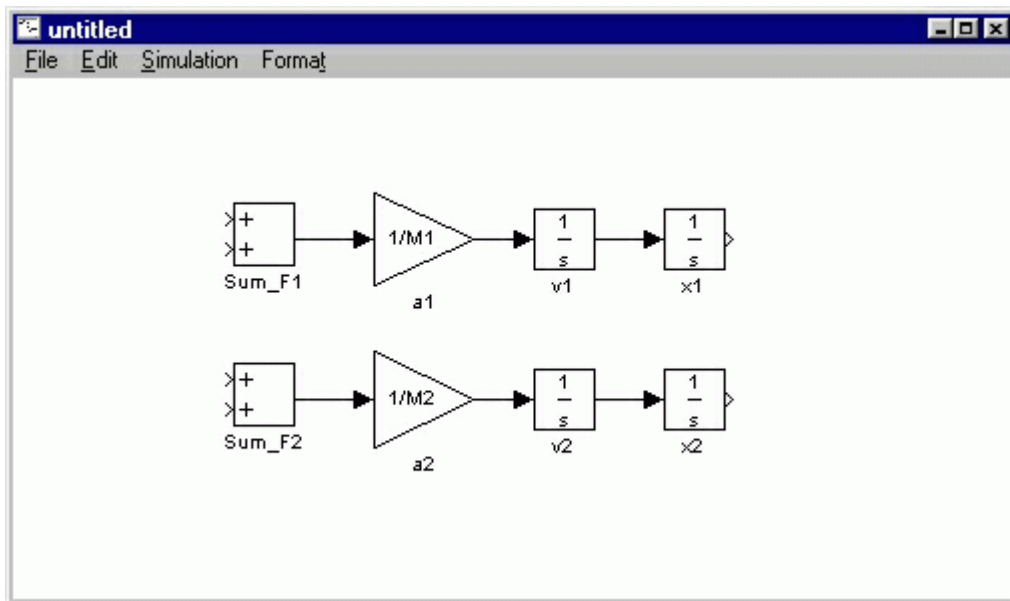 untitled
File Edit Simulation Format
+
+
Sum_F1
1/M1
a1
1
s
v1
1
s
x1
+
+
Sum_F2
1/M2
a2
1
s
v2
1
s
x2